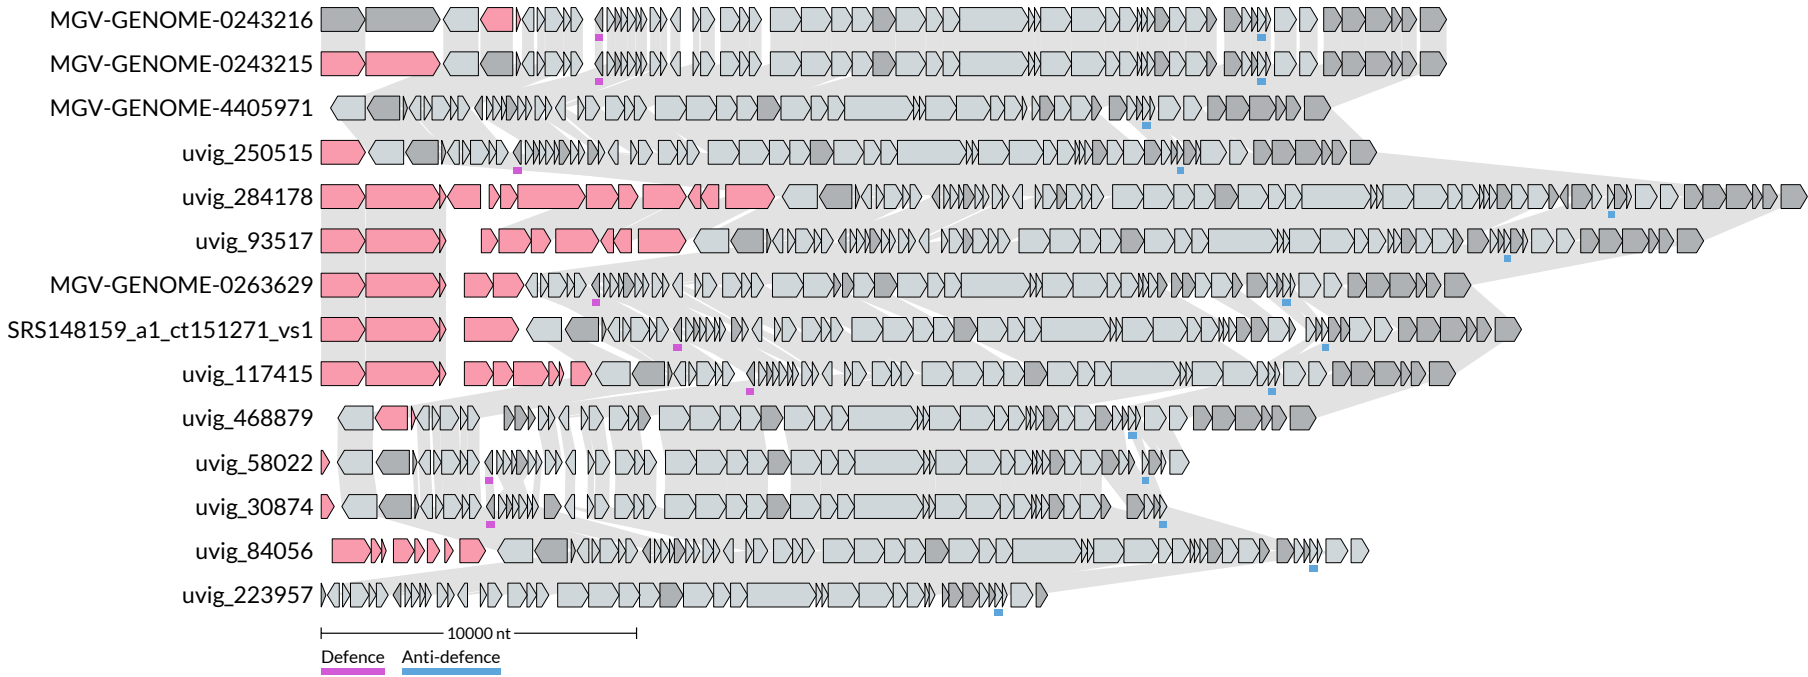 MGV-GENOME-0243216
MGV-GENOME-0243215
MGV-GENOME-4405971
uvig_250515
uvig_284178
uvig_93517
MGV-GENOME-0263629
SRS148159_a1_ct151271_vs1
uvig_117415
uvig_468879
uvig_58022
uvig_30874
uvig_84056
uvig_223957
10000 nt
Defence Anti-defence